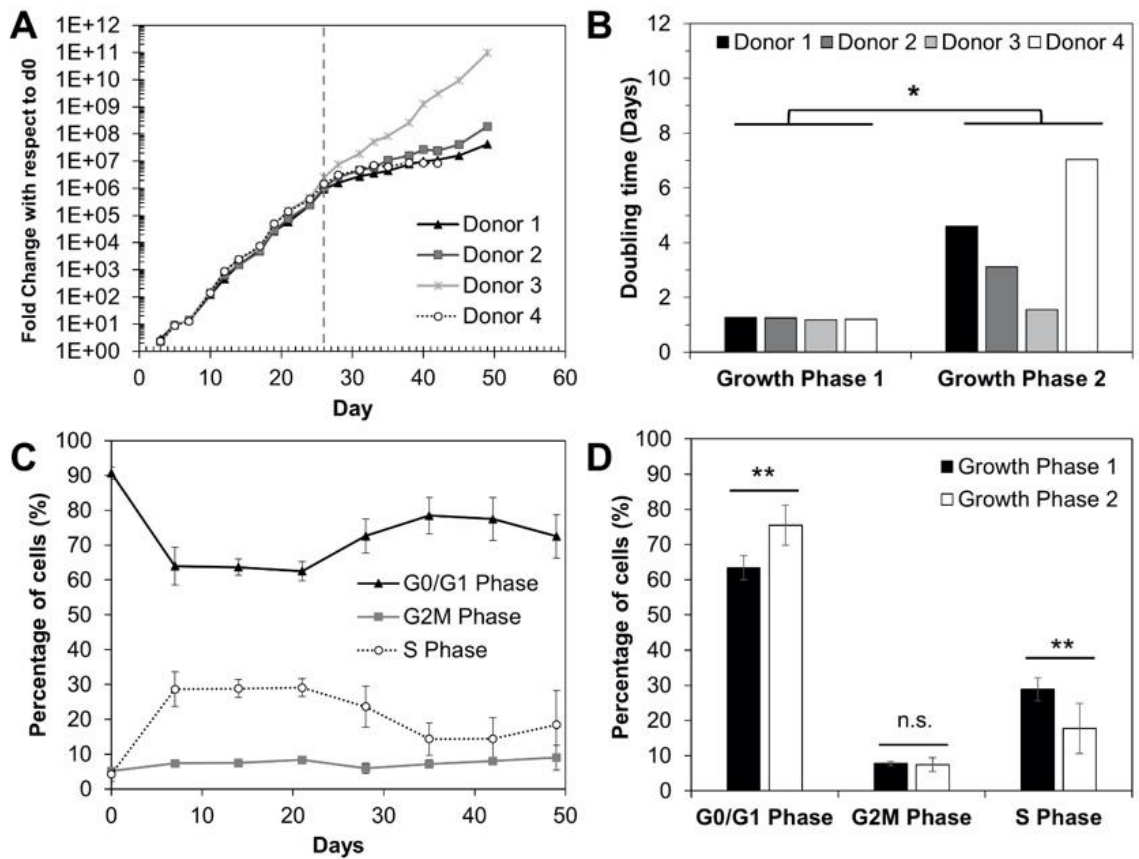 A
Fold Change with respect to d0
1E+12
1E+11
1E+10
1E+09
1E+08
1E+07
1E+06
1E+05
1E+04
1E+03
1E+02
1E+01
1E+00
Donor 1
Donor 2
Donor 3
Donor 4
0 10 20 30 40 50 60
Day
B
Doubling time (Days)
12
10
8
6
4
2
0
Donor 1 Donor 2 Donor 3 Donor 4
*
Growth Phase 1 Growth Phase 2
C
Percentage of cells (%)
100
90
80
70
60
50
40
30
20
10
0
G0/G1 Phase
G2M Phase
S Phase
0 10 20 30 40 50
Days
D
Percentage of cells (%)
100
90
80
70
60
50
40
30
20
10
0
Growth Phase 1
Growth Phase 2
**
n.s.
**
G0/G1 Phase G2M Phase S Phase